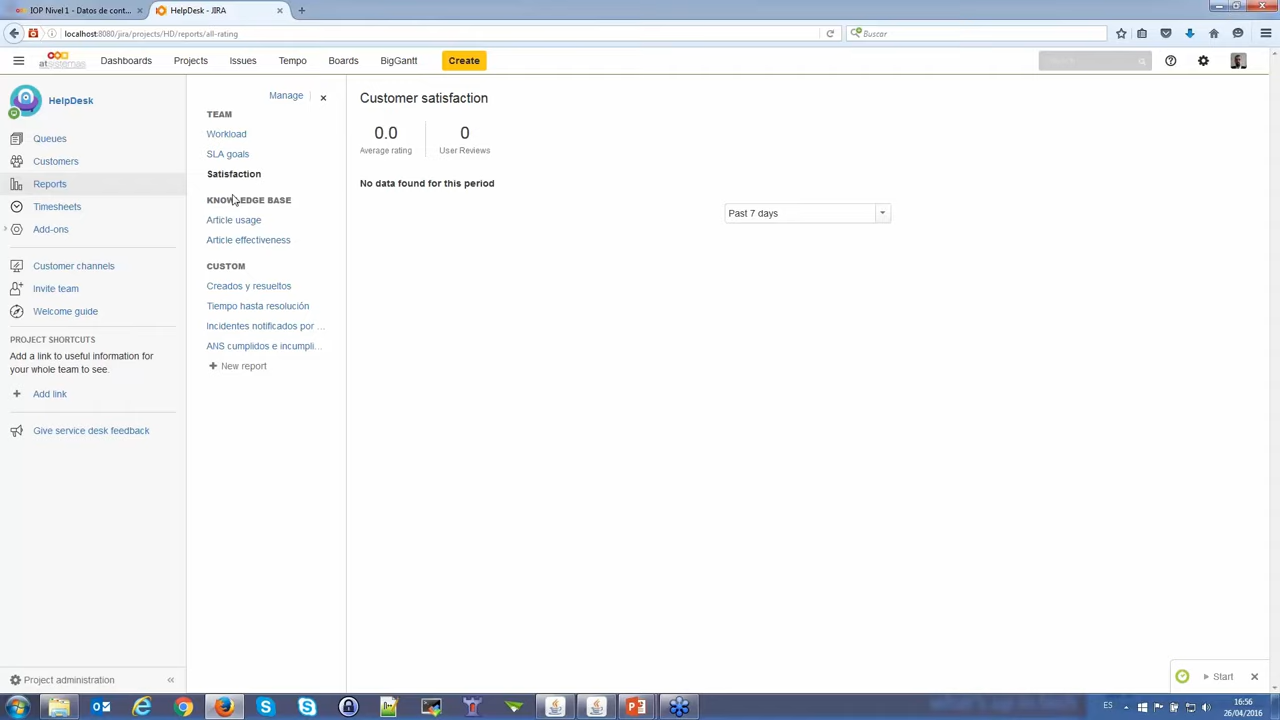 IOP Nivel 1 - Datos de cont...
HelpDesk - JIRA
localhost:8080/jira/projects/HD/reports/all-rating
Buscar
atsistemas
Dashboards
Projects
Issues
Tempo
Boards
BigGantt
Create
Search
HelpDesk
Queues
Customers
Reports
Timesheets
Add-ons
Customer channels
Invite team
Welcome guide
PROJECT SHORTCUTS
Add a link to useful information for
your whole team to see.
Add link
Give service desk feedback
Project administration
Manage
TEAM
Workload
SLA goals
Satisfaction
KNOWLEDGE BASE
Article usage
Article effectiveness
CUSTOM
Creados y resueltos
Tiempo hasta resolución
Incidentes notificados por ...
ANS cumplidos e incumpli...
New report
Customer satisfaction
0.0
Average rating
0
User Reviews
No data found for this period
Past 7 days
Start
ES
16:56
26/04/2016